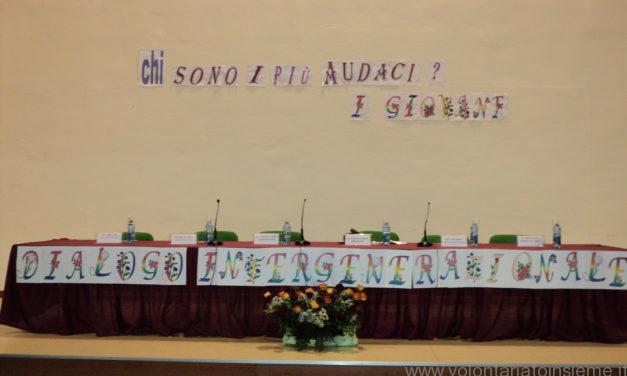 chi SONO I PIÙ AUDACI ?
I GIOVANI
DIALOGO INTERGENERAZIONALE
www.volontariatoinsieme.it